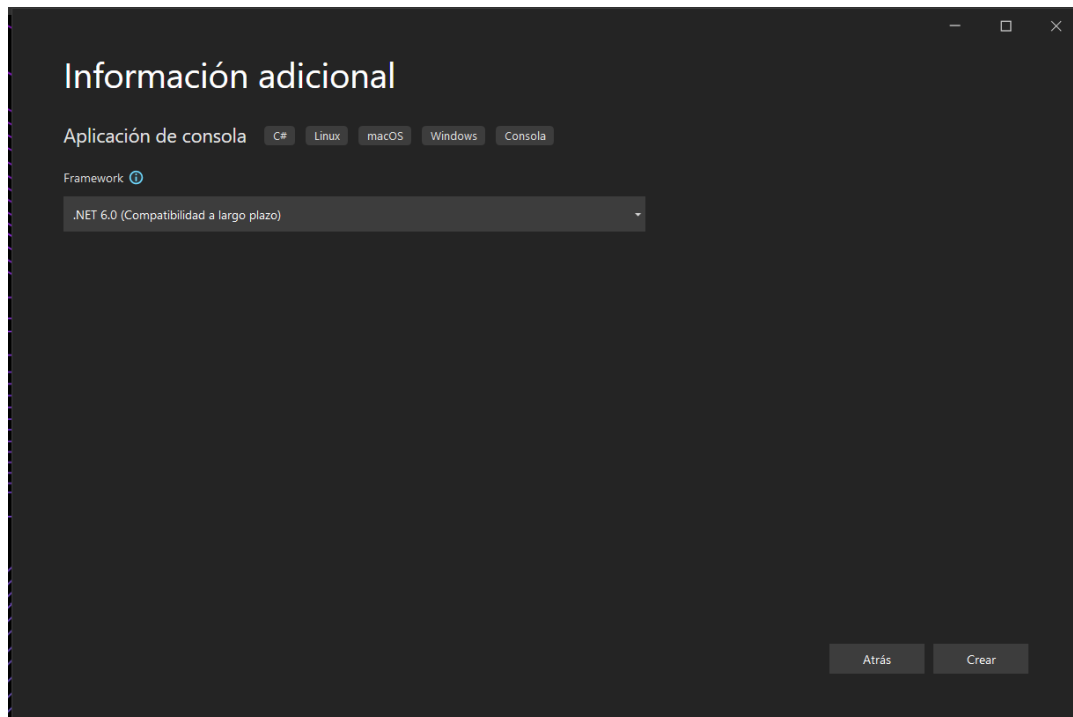 Información adicional
Aplicación de consola C# Linux macOS Windows Consola
Framework
.NET 6.0 (Compatibilidad a largo plazo)
Atrás Crear